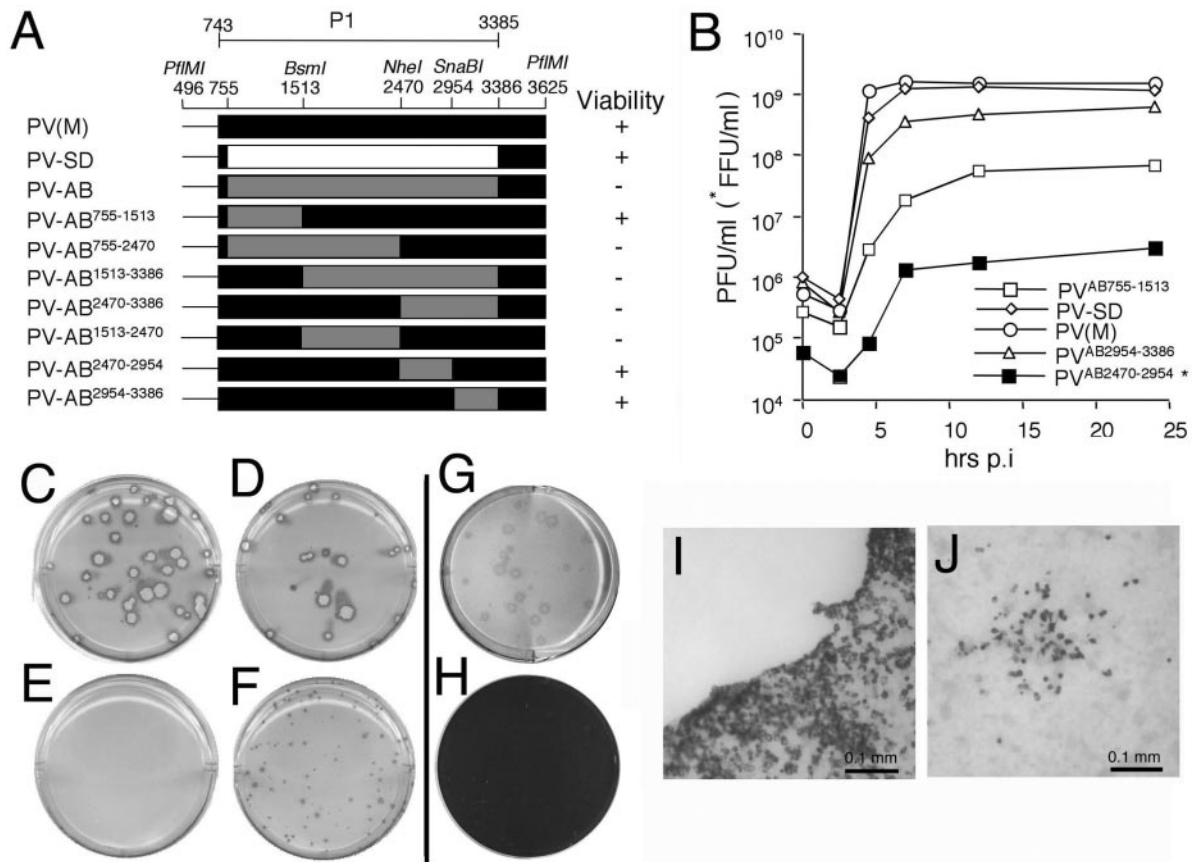 A
743 P1 3385
PflMI BsmI NheI SnaBI PflMI
496 755 1513 2470 2954 3386 3625
Viability
PV(M) +
PV-SD +
PV-AB -
PV-AB755-1513 +
PV-AB755-2470 -
PV-AB1513-3386 -
PV-AB2470-3386 -
PV-AB1513-2470 -
PV-AB2470-2954 +
PV-AB2954-3386 +
B
PFU/ml (* FFU/ml)
10^10
10^9
10^8
10^7
10^6
10^5
10^4
0 5 10 15 20 25
hrs p.i
PVAB755-1513
PV-SD
PV(M)
PVAB2954-3386
PVAB2470-2954 *
C
D
E
F
G
H
I
0.1 mm
J
0.1 mm